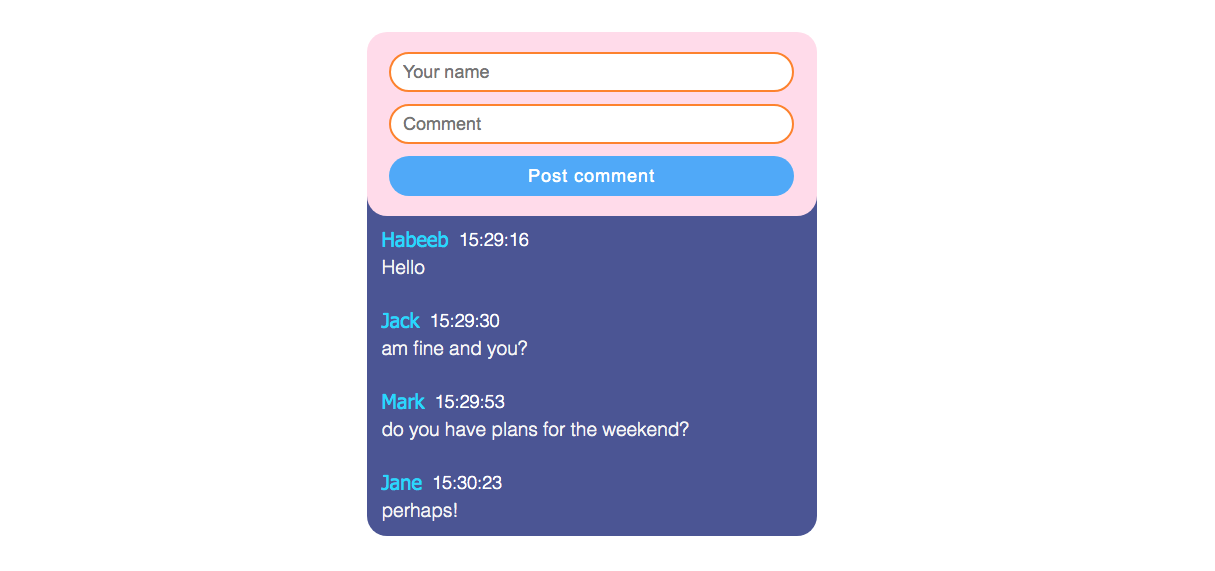 Your name
Comment
Post comment
Habeeb 15:29:16
Hello
Jack 15:29:30
am fine and you?
Mark 15:29:53
do you have plans for the weekend?
Jane 15:30:23
perhaps!